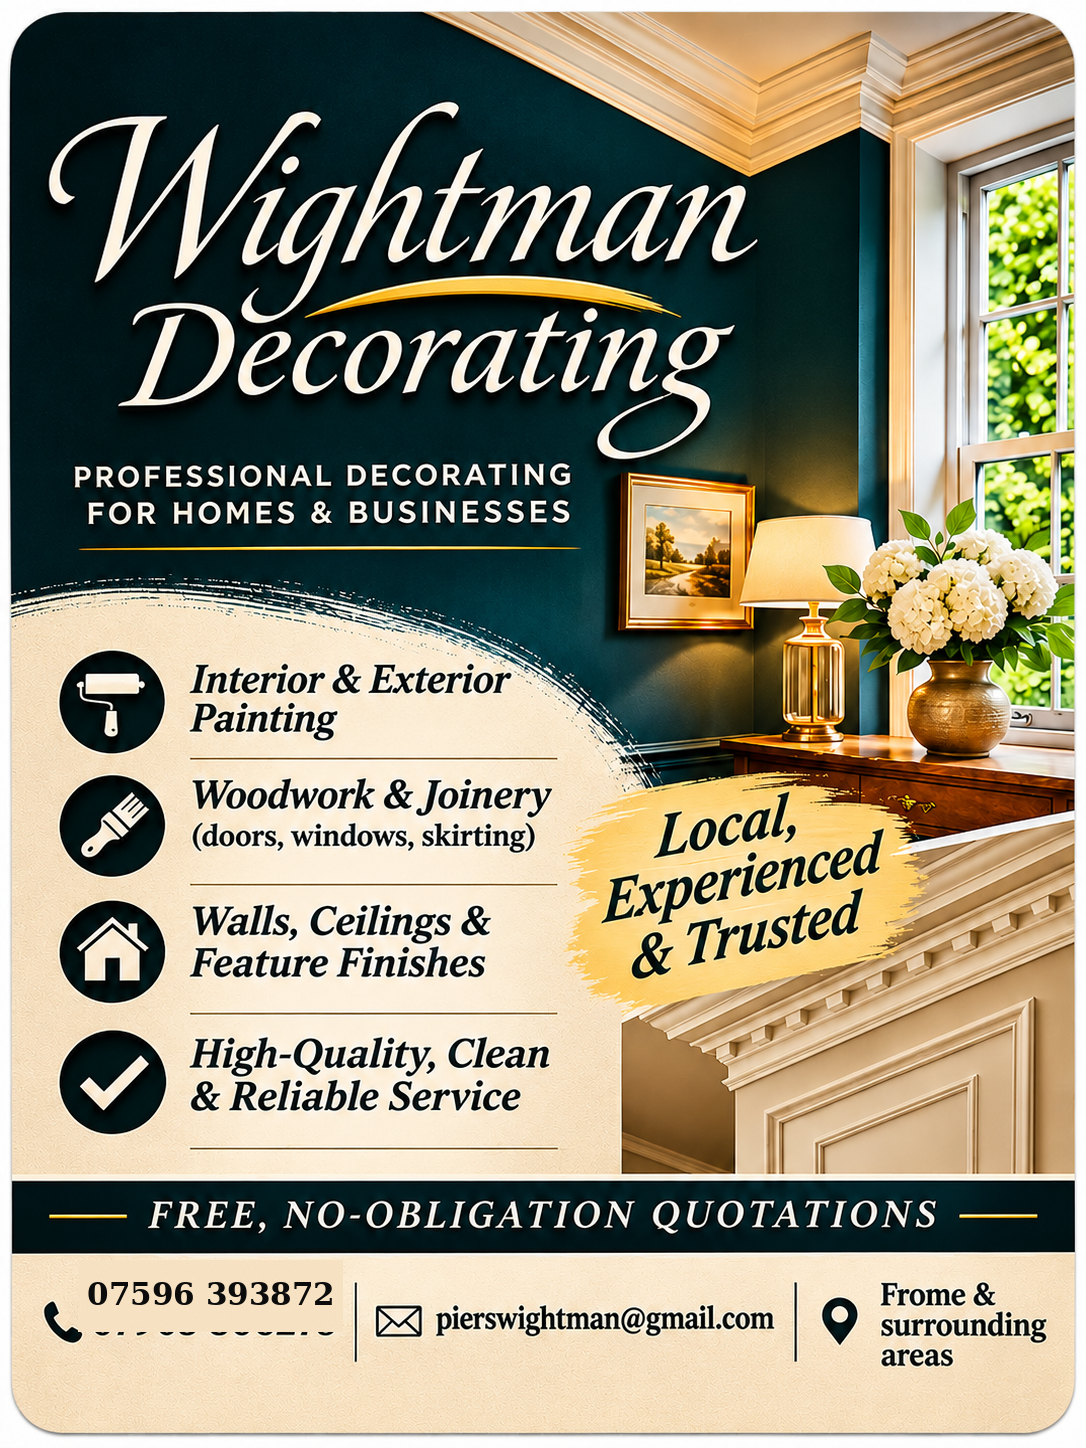 Wightman
Decorating
PROFESSIONAL DECORATING
FOR HOMES & BUSINESSES
Interior & Exterior
Painting
Woodwork & Joinery
(doors, windows, skirting)
Walls, Ceilings &
Feature Finishes
High-Quality, Clean
& Reliable Service
Local,
Experienced
& Trusted
FREE, NO-OBLIGATION QUOTATIONS
07596 393872
pierswightman@gmail.com
Frome &
surrounding
areas